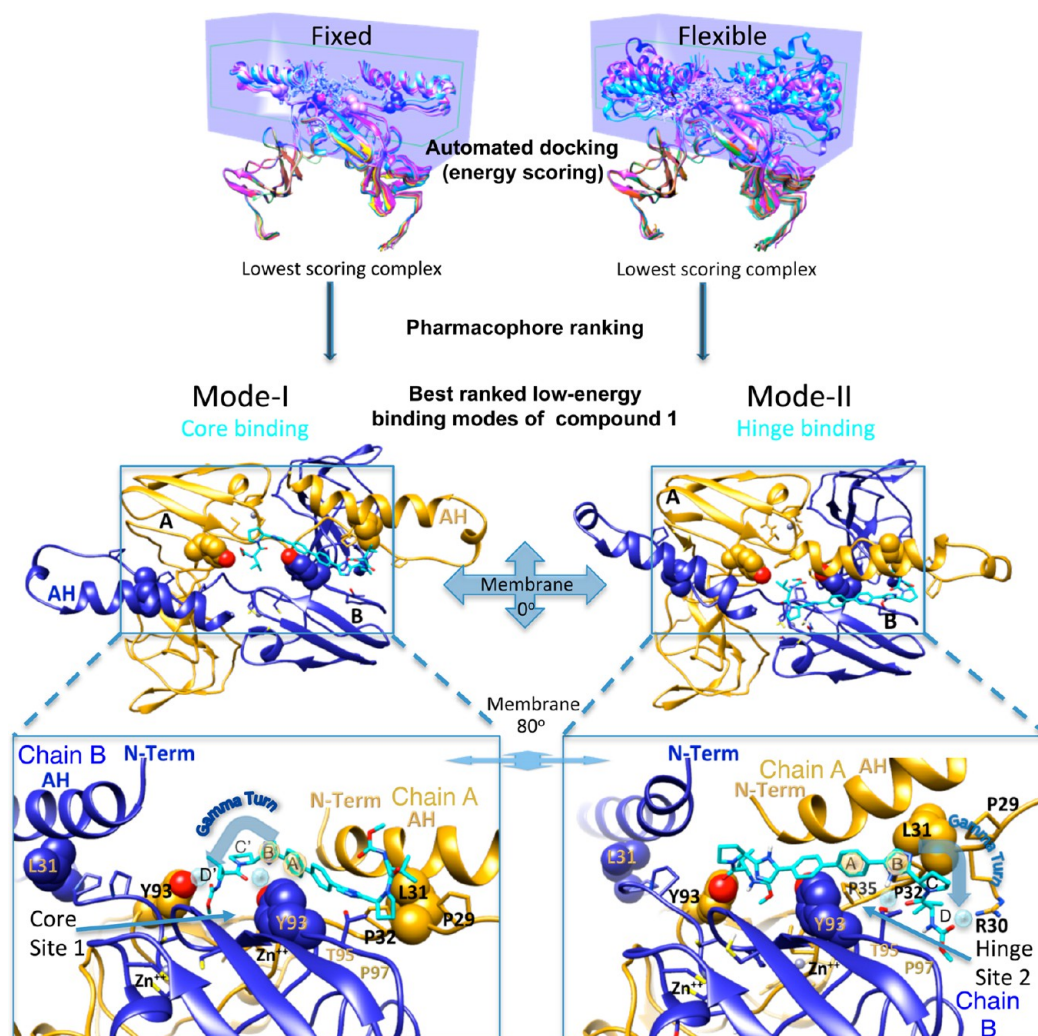 Fixed
Flexible
Automated docking
(energy scoring)
Lowest scoring complex
Lowest scoring complex
Pharmacophore ranking
Mode-I
Core binding
Best ranked low-energy
binding modes of compound 1
Mode-II
Hinge binding
A
AH
AH
B
Membrane
0°
A
B
Membrane
80°
Chain B
N-Term
AH
Gamma Turn
N-Term
Chain A
AH
L31
C'
B
A
D'
Y93
L31
Core
Site 1
Y93
P29
P32
T95
P97
Zn++
Zn++
N-Term
Chain A
AH
N-Term
P29
L31
Gamma Turn
L31
A
B
Y93
P35
P32
C
D
Y93
R30
T95
Hinge
Site 2
P97
Zn++
Zn++
Chain
B